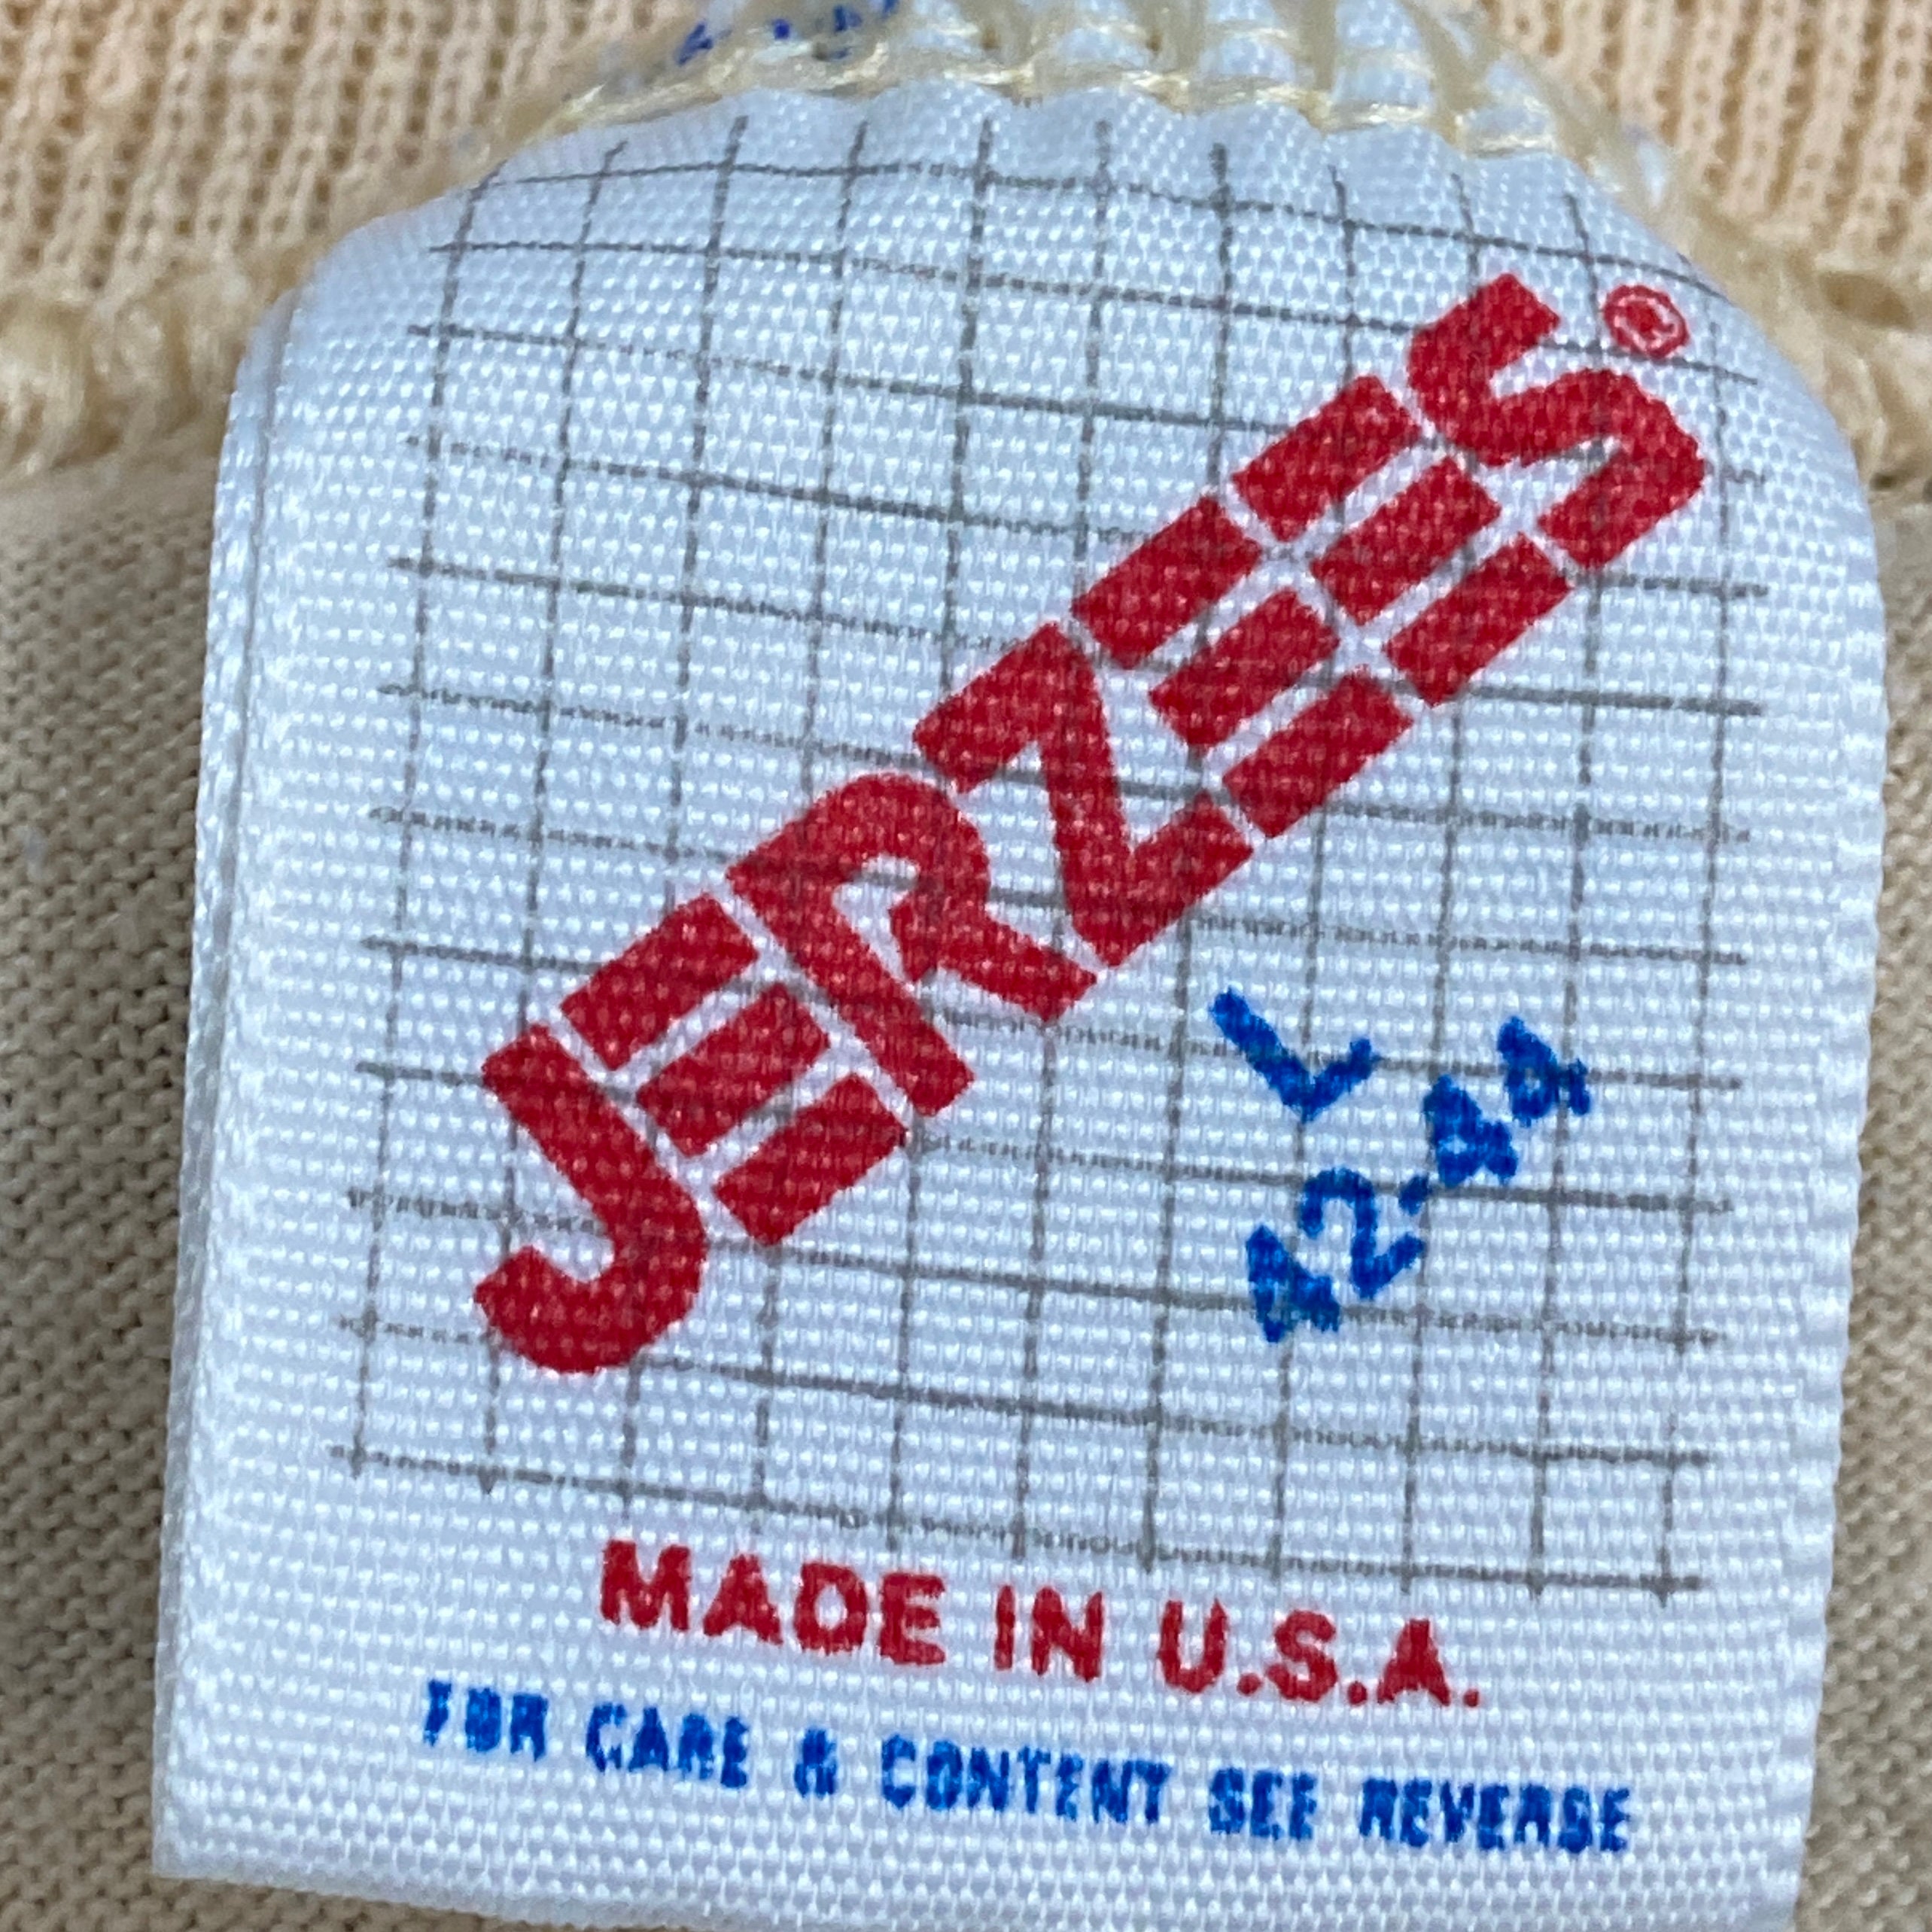 JERZEES®
L
42-44
MADE IN U.S.A.
FOR CARE & CONTENT SEE REVERSE